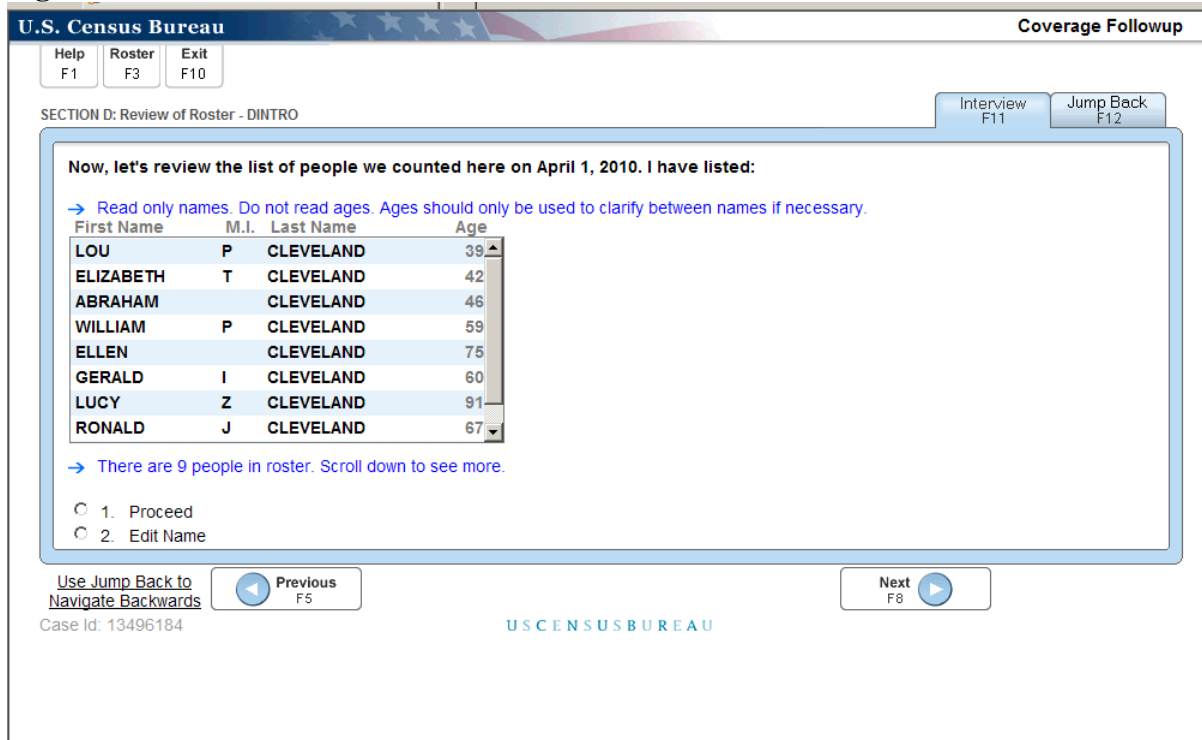 U.S. Census Bureau Coverage Followup
Help Roster Exit
F1 F3 F10
SECTION D: Review of Roster - DINTRO
Interview Jump Back
F11 F12
Now, let's review the list of people we counted here on April 1, 2010. I have listed:
→ Read only names. Do not read ages. Ages should only be used to clarify between names if necessary.
First Name M.I. Last Name Age
LOU P CLEVELAND 39
ELIZABETH T CLEVELAND 42
ABRAHAM CLEVELAND 46
WILLIAM P CLEVELAND 59
ELLEN CLEVELAND 75
GERALD I CLEVELAND 60
LUCY Z CLEVELAND 91
RONALD J CLEVELAND 67
→ There are 9 people in roster. Scroll down to see more.
1. Proceed
2. Edit Name
Use Jump Back to
Navigate Backwards
Previous
F5
Next
F8
Case Id: 13496184
USCENSUSBUREAU